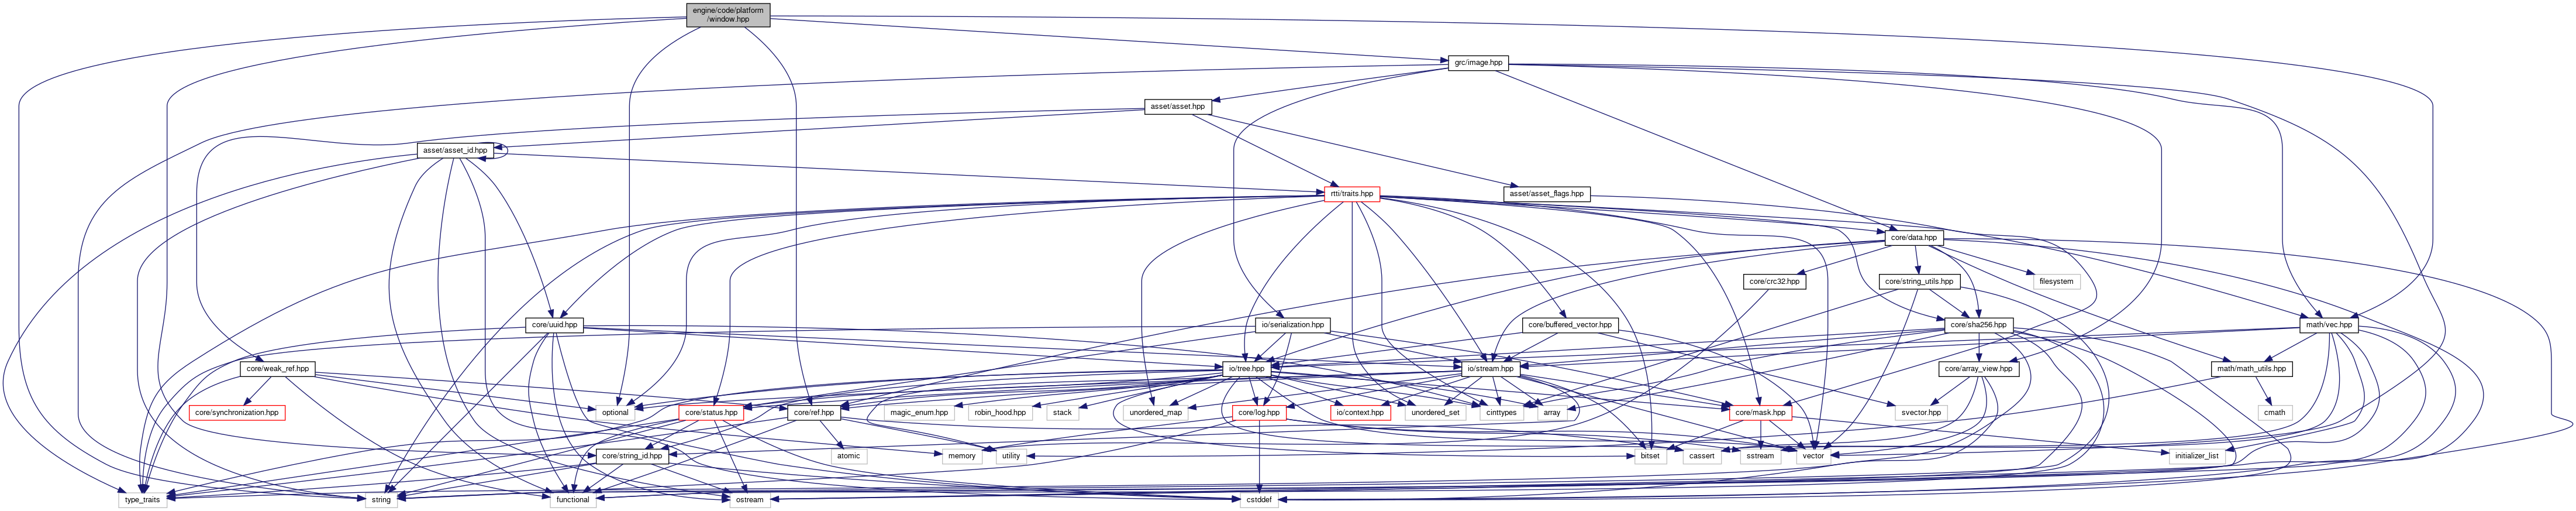 engine/code/platform
/window.hpp
grc/image.hpp
asset/asset.hpp
asset/asset_id.hpp
rtti/traits.hpp
asset/asset_flags.hpp
core/data.hpp
core/crc32.hpp
core/string_utils.hpp
filesystem
core/uuid.hpp
io/serialization.hpp
core/buffered_vector.hpp
core/sha256.hpp
math/vec.hpp
core/weak_ref.hpp
io/tree.hpp
io/stream.hpp
core/array_view.hpp
math/math_utils.hpp
core/synchronization.hpp
optional
core/status.hpp
core/ref.hpp
magic_enum.hpp
robin_hood.hpp
stack
unordered_map
core/log.hpp
io/context.hpp
unordered_set
cinttypes
array
core/mask.hpp
svector.hpp
cmath
core/string_id.hpp
atomic
memory
utility
bitset
cassert
sstream
vector
initializer_list
type_traits
string
functional
ostream
cstddef